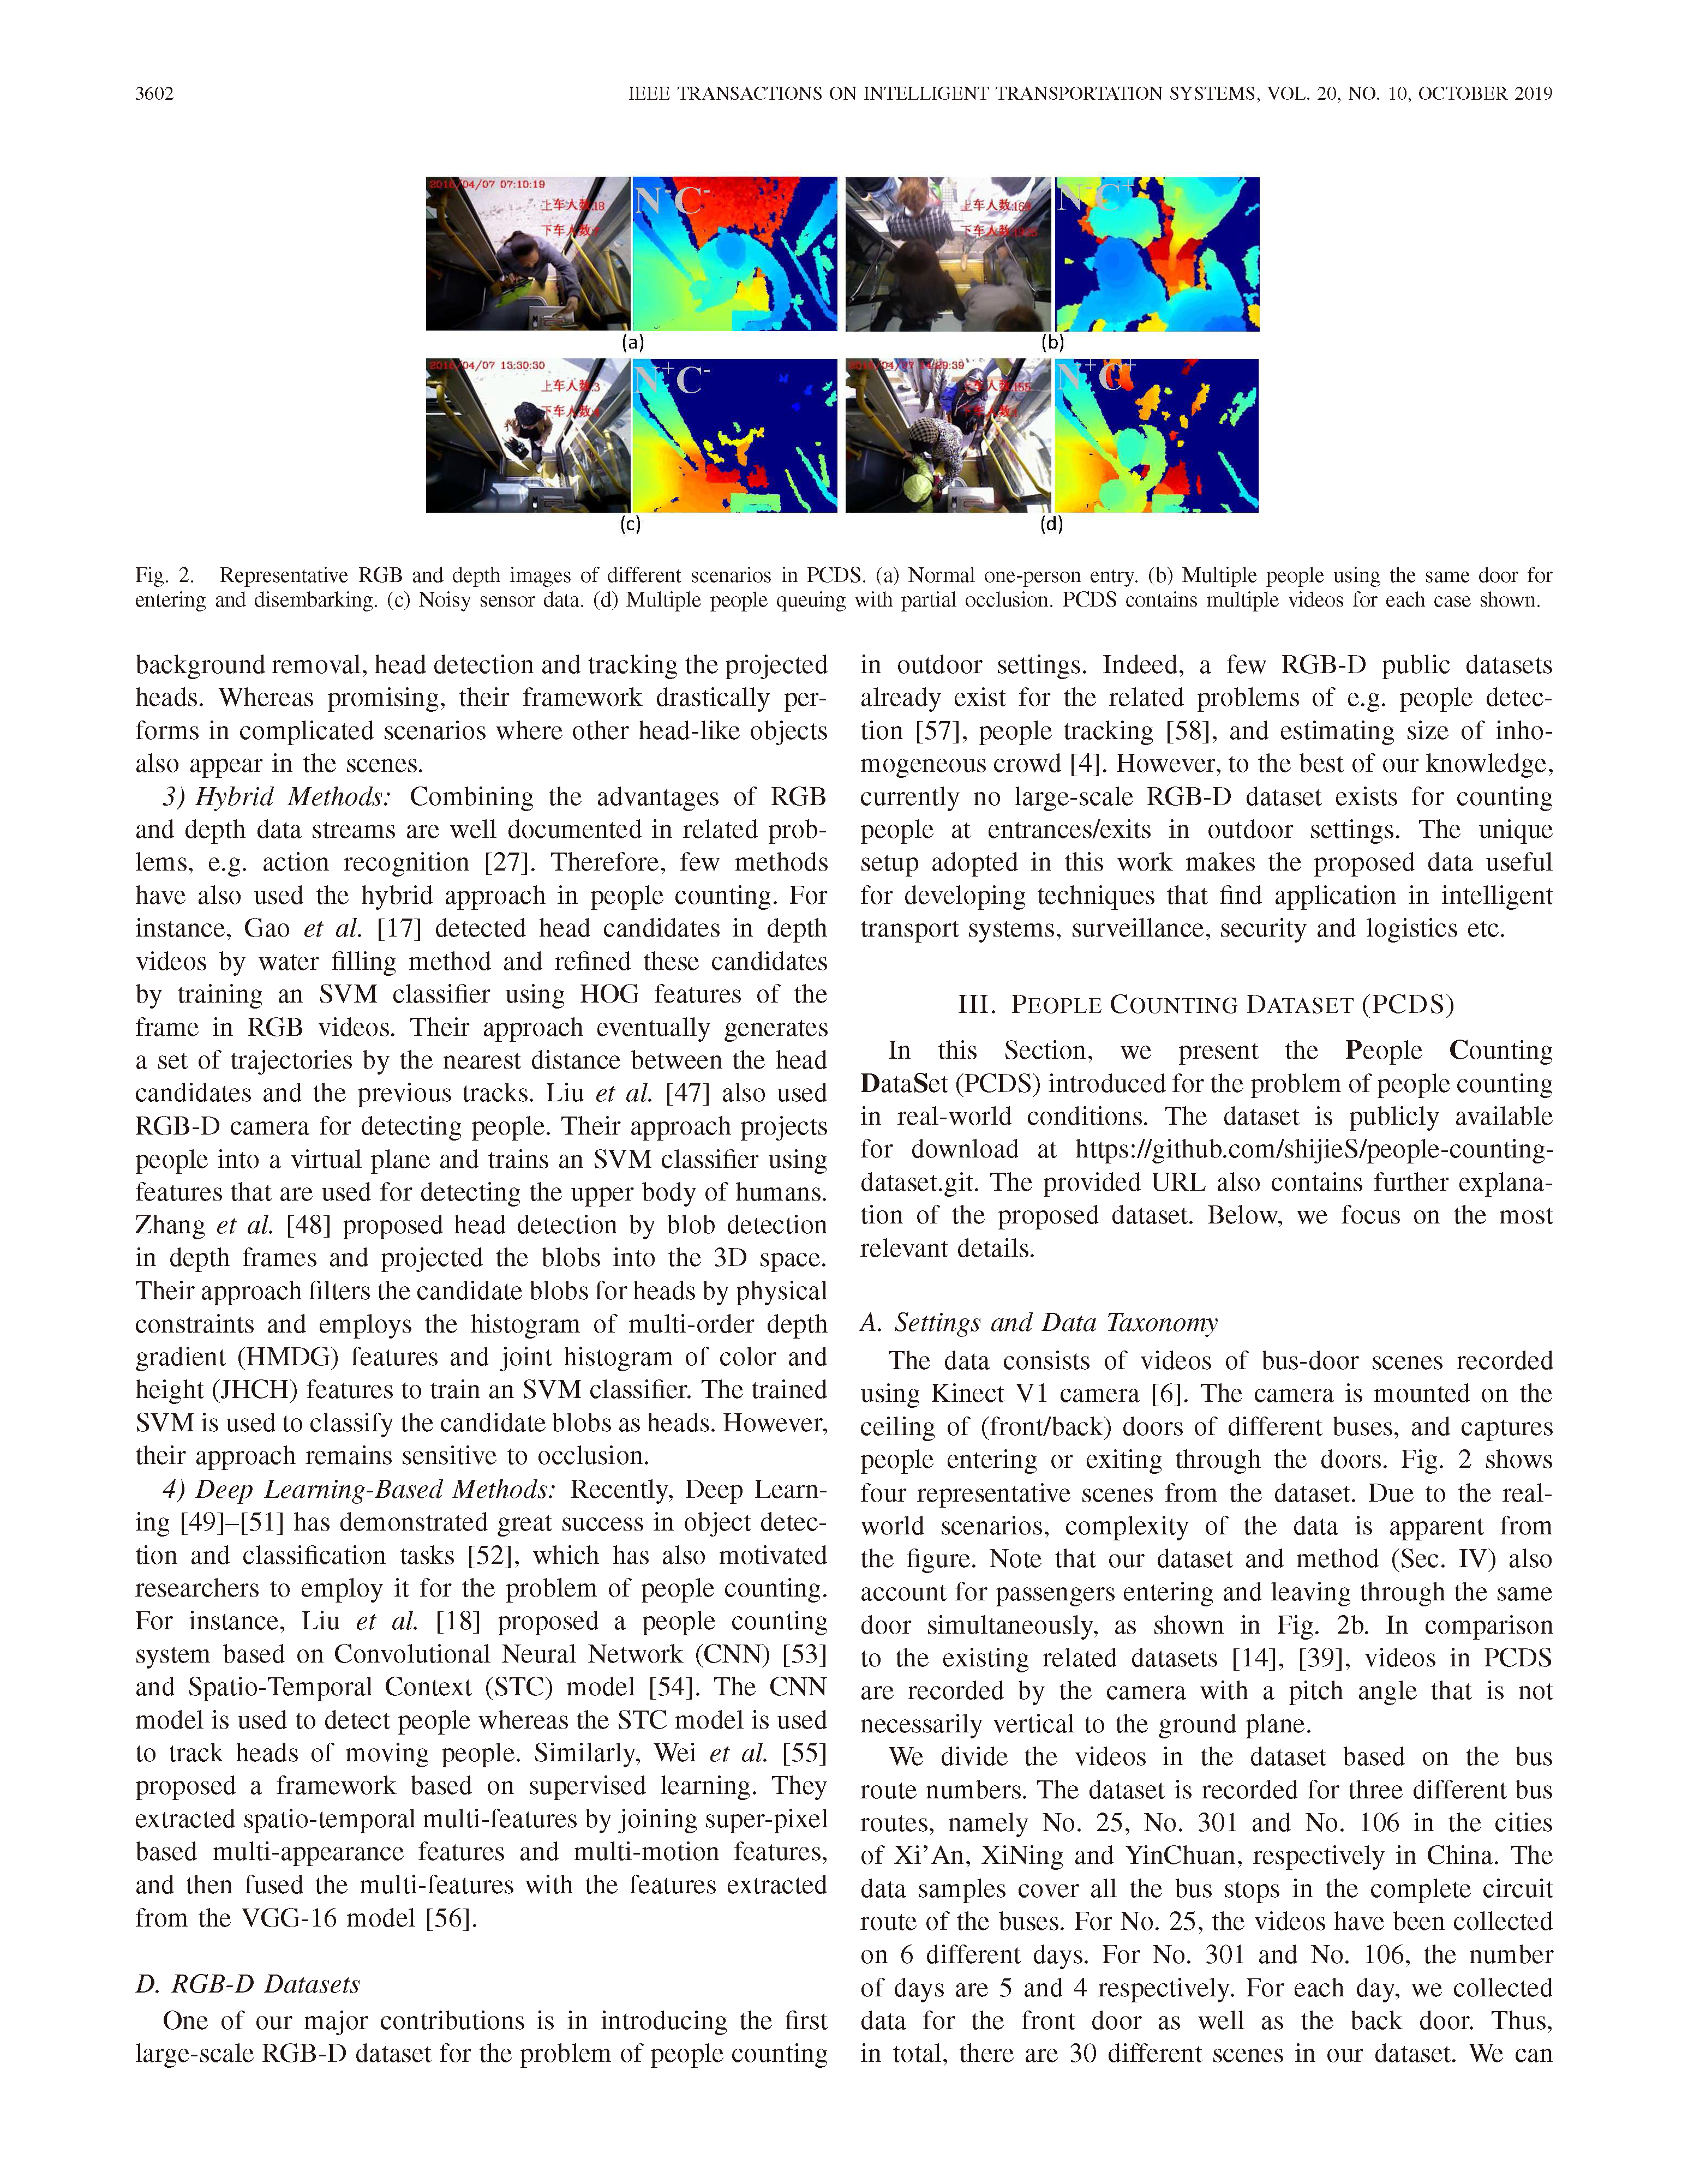 3602
IEEE TRANSACTIONS ON INTELLIGENT TRANSPORTATION SYSTEMS, VOL. 20, NO. 10, OCTOBER 2019
04/07 07:10:19
上车人数:18
下车人数
N-C-
上车人数:16
下车人数
N-C+
(a)
(b)
2016/04/07 13:30:30
上车人数:3
下车人数
N+C-
:39
上车人数:155
下车人数
N+C+
(c)
(d)
Fig. 2. Representative RGB and depth images of different scenarios in PCDS. (a) Normal one-person entry. (b) Multiple people using the same door for
entering and disembarking. (c) Noisy sensor data. (d) Multiple people queuing with partial occlusion. PCDS contains multiple videos for each case shown.
background removal, head detection and tracking the projected
heads. Whereas promising, their framework drastically per-
forms in complicated scenarios where other head-like objects
also appear in the scenes.
3) Hybrid Methods: Combining the advantages of RGB
and depth data streams are well documented in related prob-
lems, e.g. action recognition [27]. Therefore, few methods
have also used the hybrid approach in people counting. For
instance, Gao et al. [17] detected head candidates in depth
videos by water filling method and refined these candidates
by training an SVM classifier using HOG features of the
frame in RGB videos. Their approach eventually generates
a set of trajectories by the nearest distance between the head
candidates and the previous tracks. Liu et al. [47] also used
RGB-D camera for detecting people. Their approach projects
people into a virtual plane and trains an SVM classifier using
features that are used for detecting the upper body of humans.
Zhang et al. [48] proposed head detection by blob detection
in depth frames and projected the blobs into the 3D space.
Their approach filters the candidate blobs for heads by physical
constraints and employs the histogram of multi-order depth
gradient (HMDG) features and joint histogram of color and
height (JHCH) features to train an SVM classifier. The trained
SVM is used to classify the candidate blobs as heads. However,
their approach remains sensitive to occlusion.
4) Deep Learning-Based Methods: Recently, Deep Learn-
ing [49]–[51] has demonstrated great success in object detec-
tion and classification tasks [52], which has also motivated
researchers to employ it for the problem of people counting.
For instance, Liu et al. [18] proposed a people counting
system based on Convolutional Neural Network (CNN) [53]
and Spatio-Temporal Context (STC) model [54]. The CNN
model is used to detect people whereas the STC model is used
to track heads of moving people. Similarly, Wei et al. [55]
proposed a framework based on supervised learning. They
extracted spatio-temporal multi-features by joining super-pixel
based multi-appearance features and multi-motion features,
and then fused the multi-features with the features extracted
from the VGG-16 model [56].
D. RGB-D Datasets
One of our major contributions is in introducing the first
large-scale RGB-D dataset for the problem of people counting
in outdoor settings. Indeed, a few RGB-D public datasets
already exist for the related problems of e.g. people detec-
tion [57], people tracking [58], and estimating size of inho-
mogeneous crowd [4]. However, to the best of our knowledge,
currently no large-scale RGB-D dataset exists for counting
people at entrances/exits in outdoor settings. The unique
setup adopted in this work makes the proposed data useful
for developing techniques that find application in intelligent
transport systems, surveillance, security and logistics etc.
III. PEOPLE COUNTING DATASET (PCDS)
In this Section, we present the People Counting
DataSet (PCDS) introduced for the problem of people counting
in real-world conditions. The dataset is publicly available
for download at https://github.com/shijieS/people-counting-
dataset.git. The provided URL also contains further explana-
tion of the proposed dataset. Below, we focus on the most
relevant details.
A. Settings and Data Taxonomy
The data consists of videos of bus-door scenes recorded
using Kinect V1 camera [6]. The camera is mounted on the
ceiling of (front/back) doors of different buses, and captures
people entering or exiting through the doors. Fig. 2 shows
four representative scenes from the dataset. Due to the real-
world scenarios, complexity of the data is apparent from
the figure. Note that our dataset and method (Sec. IV) also
account for passengers entering and leaving through the same
door simultaneously, as shown in Fig. 2b. In comparison
to the existing related datasets [14], [39], videos in PCDS
are recorded by the camera with a pitch angle that is not
necessarily vertical to the ground plane.
We divide the videos in the dataset based on the bus
route numbers. The dataset is recorded for three different bus
routes, namely No. 25, No. 301 and No. 106 in the cities
of Xi'An, XiNing and YinChuan, respectively in China. The
data samples cover all the bus stops in the complete circuit
route of the buses. For No. 25, the videos have been collected
on 6 different days. For No. 301 and No. 106, the number
of days are 5 and 4 respectively. For each day, we collected
data for the front door as well as the back door. Thus,
in total, there are 30 different scenes in our dataset. We can